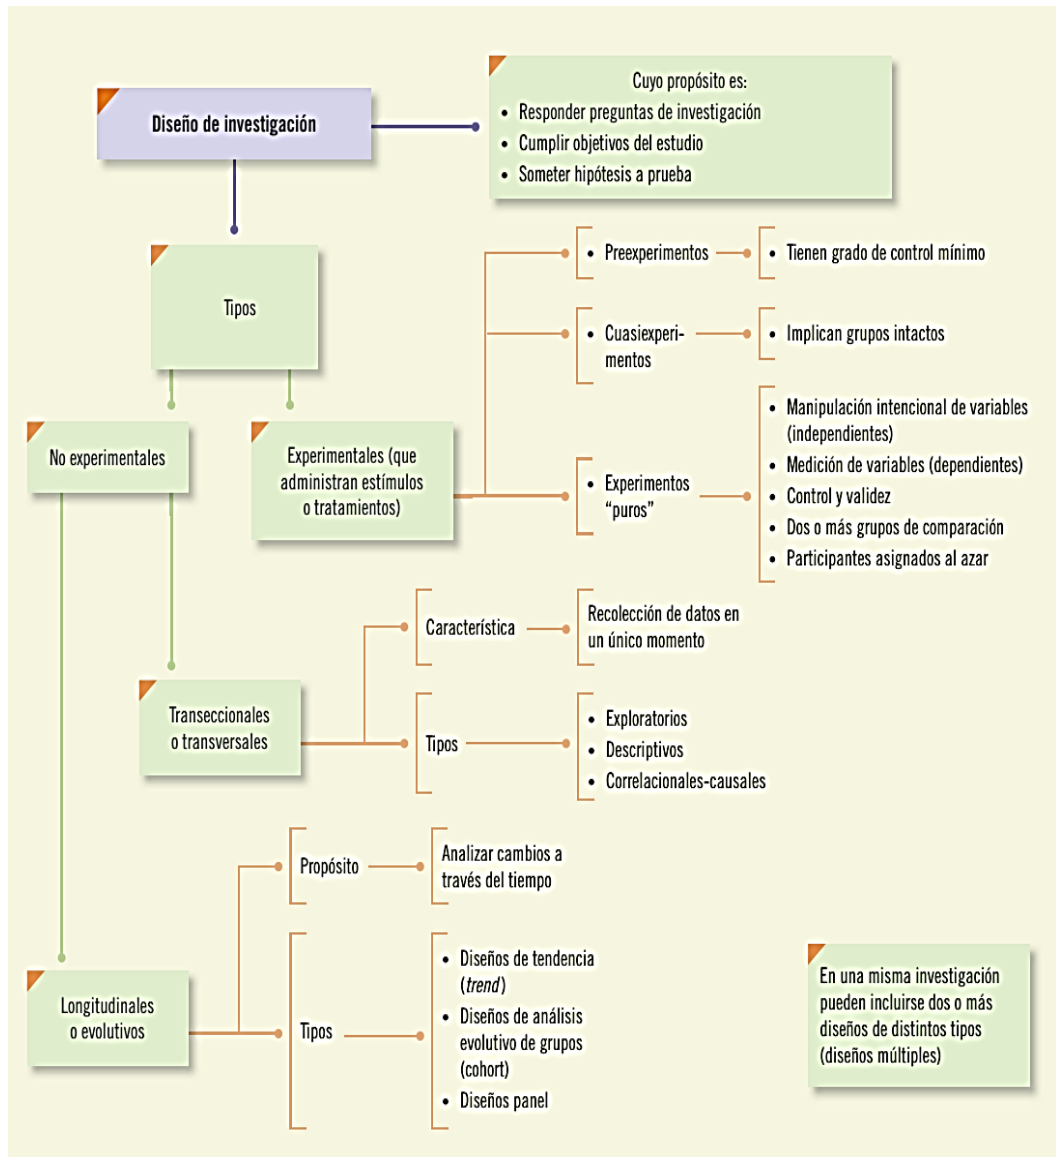 Diseño de investigación
Cuyo propósito es:
• Responder preguntas de investigación
• Cumplir objetivos del estudio
• Someter hipótesis a prueba
Tipos
No experimentales
Experimentales (que
administran estímulos
o tratamientos)
• Preexperimentos
• Tienen grado de control mínimo
• Cuasiexperi-
mentos
• Implican grupos intactos
• Experimentos
“puros”
• Manipulación intencional de variables
(independientes)
• Medición de variables (dependientes)
• Control y validez
• Dos o más grupos de comparación
• Participantes asignados al azar
Transeccionales
o transversales
Característica
Recolección de datos en
un único momento
Tipos
• Exploratorios
• Descriptivos
• Correlacionales-causales
Longitudinales
o evolutivos
Propósito
Analizar cambios a
través del tiempo
Tipos
• Diseños de tendencia
(trend)
• Diseños de análisis
evolutivo de grupos
(cohort)
• Diseños panel
En una misma investigación
pueden incluirse dos o más
diseños de distintos tipos
(diseños múltiples)